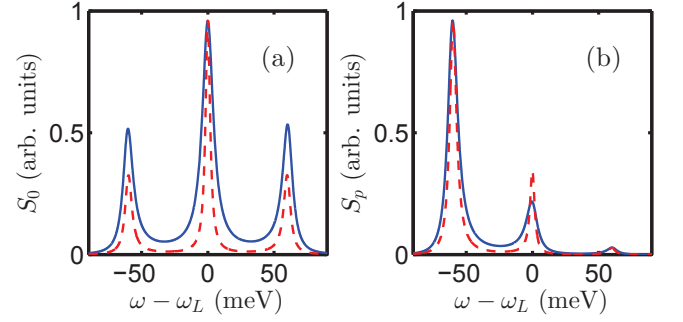 1
0.5
0
S₀ (arb. units)
(a)
−50 0 50
ω − ω_L (meV)
1
0.5
0
S_p (arb. units)
(b)
−50 0 50
ω − ω_L (meV)